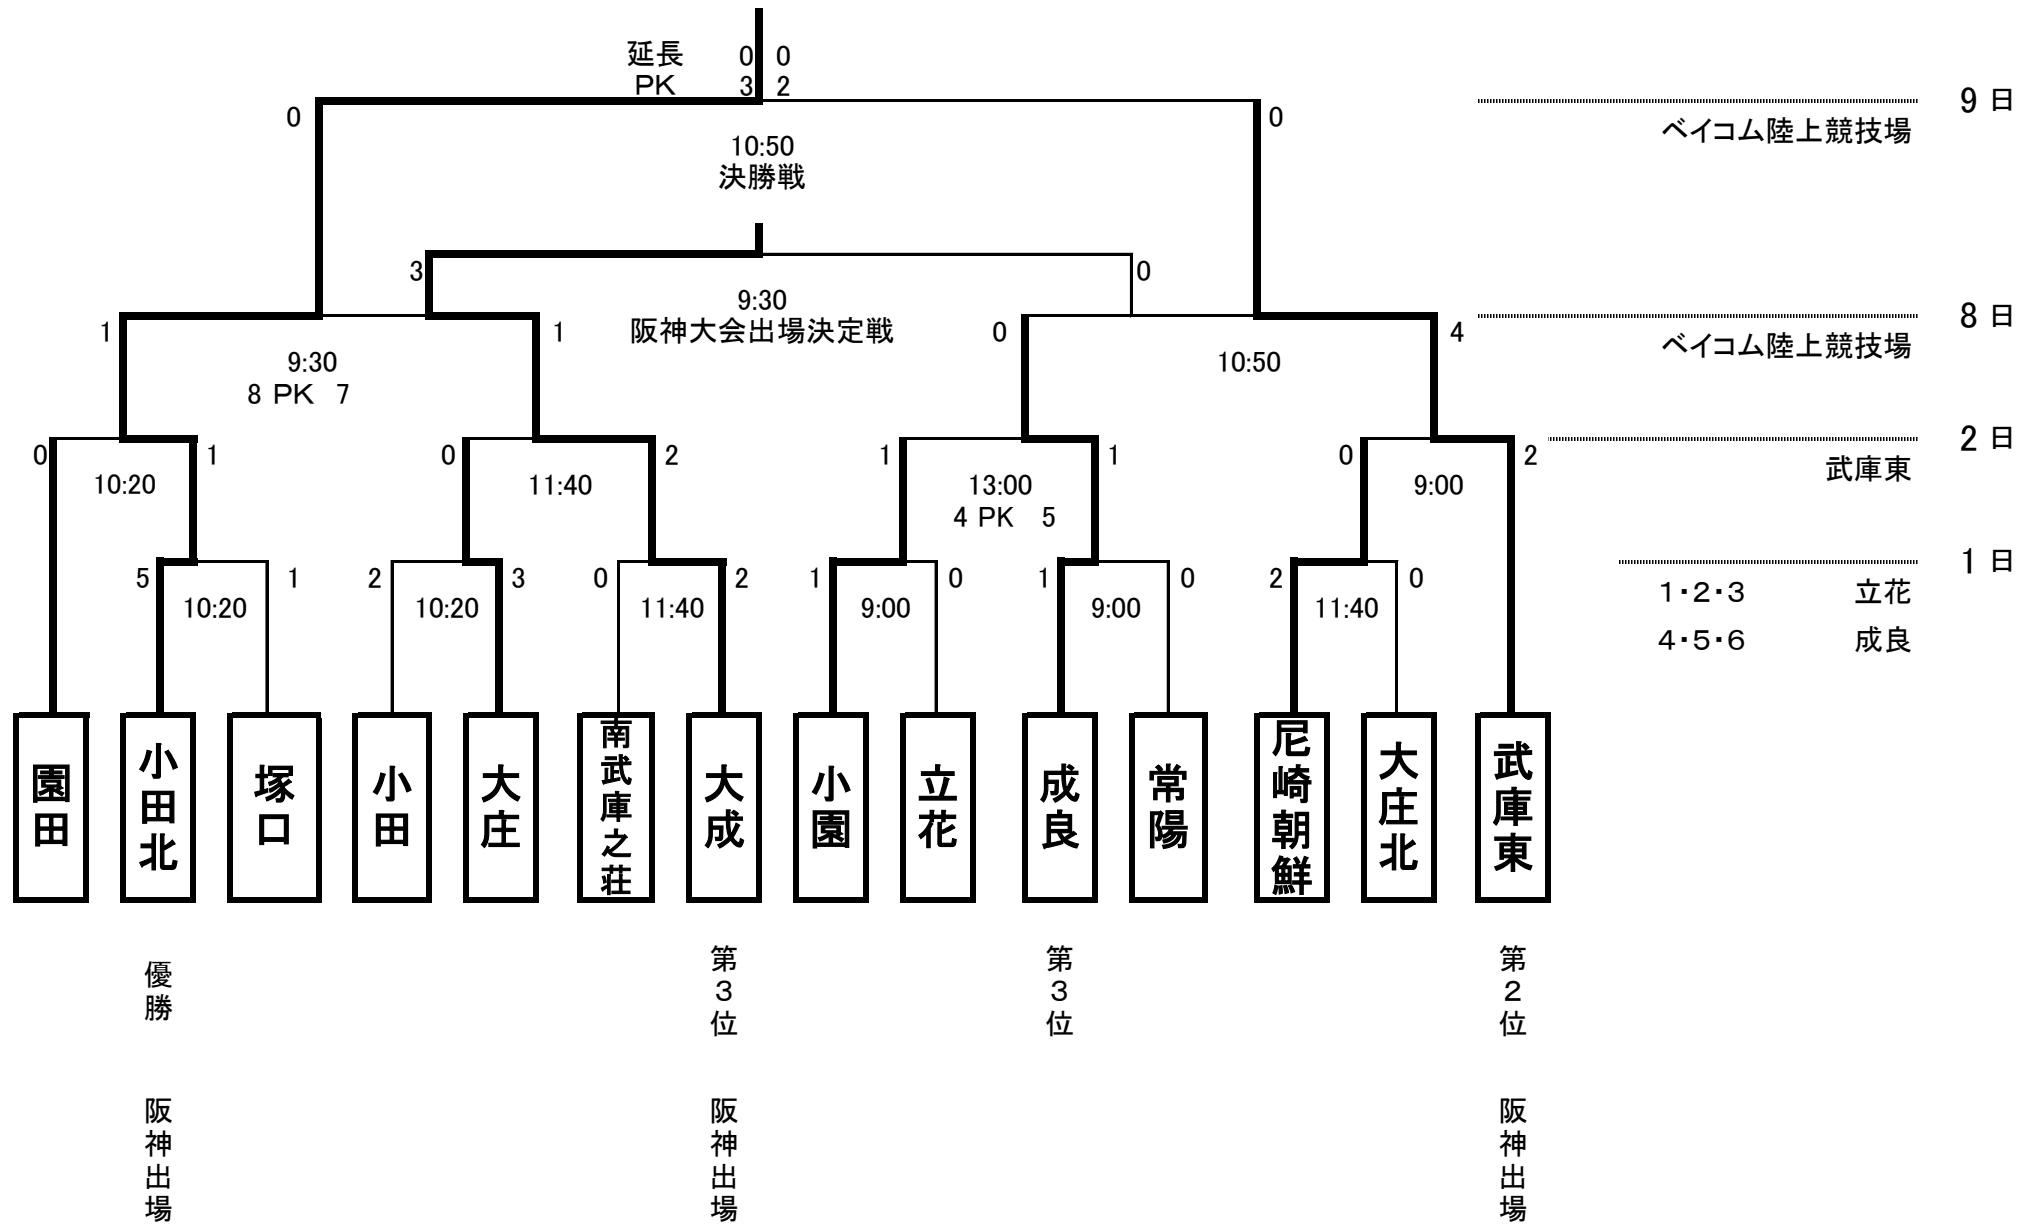 延長 0 0
PK 3 2
9 日
0 0
ベイコム陸上競技場
10:50
決勝戦
3 0
9:30
阪神大会出場決定戦
8 日
1 1 0 4
ベイコム陸上競技場
9:30
8 PK 7
10:50
2 日
0 1 0 2 1 1 0 2
武庫東
10:20 11:40 13:00 9:00
4 PK 5
1 日
5 1 2 3 0 2 1 0 1 0 2 0
1・2・3 立花
10:20 10:20 11:40 9:00 9:00 11:40
4・5・6 成良
園田
小田北
塚口
小田
大庄
南武庫之荘
大成
小園
立花
成良
常陽
尼崎朝鮮
大庄北
武庫東
優勝
第3位
第3位
第2位
阪神出場
阪神出場
阪神出場